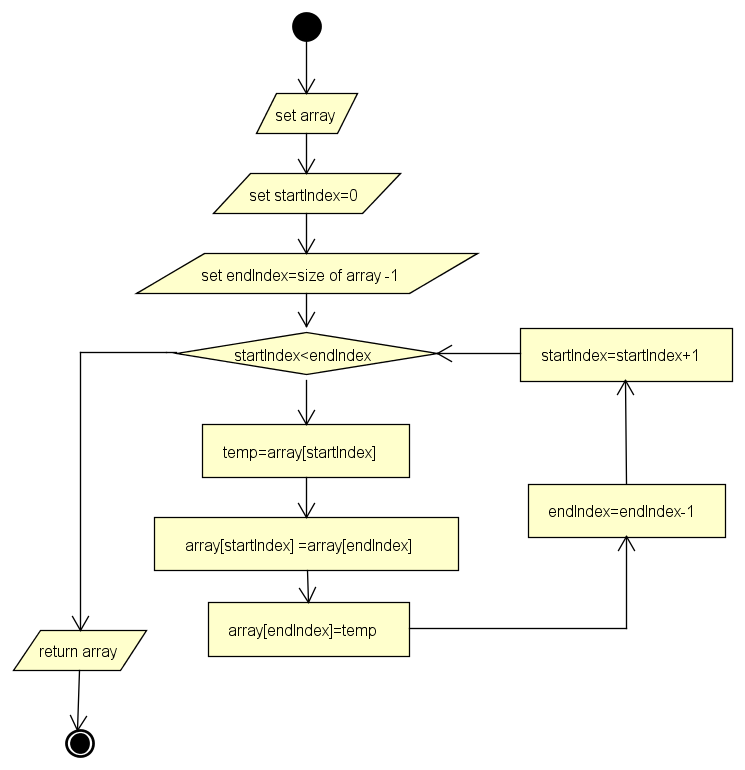 set array
set startIndex=0
set endIndex=size of array -1
startIndex<endIndex
startIndex=startIndex+1
temp=array[startIndex]
endIndex=endIndex-1
array[startIndex] =array[endIndex]
array[endIndex]=temp
return array